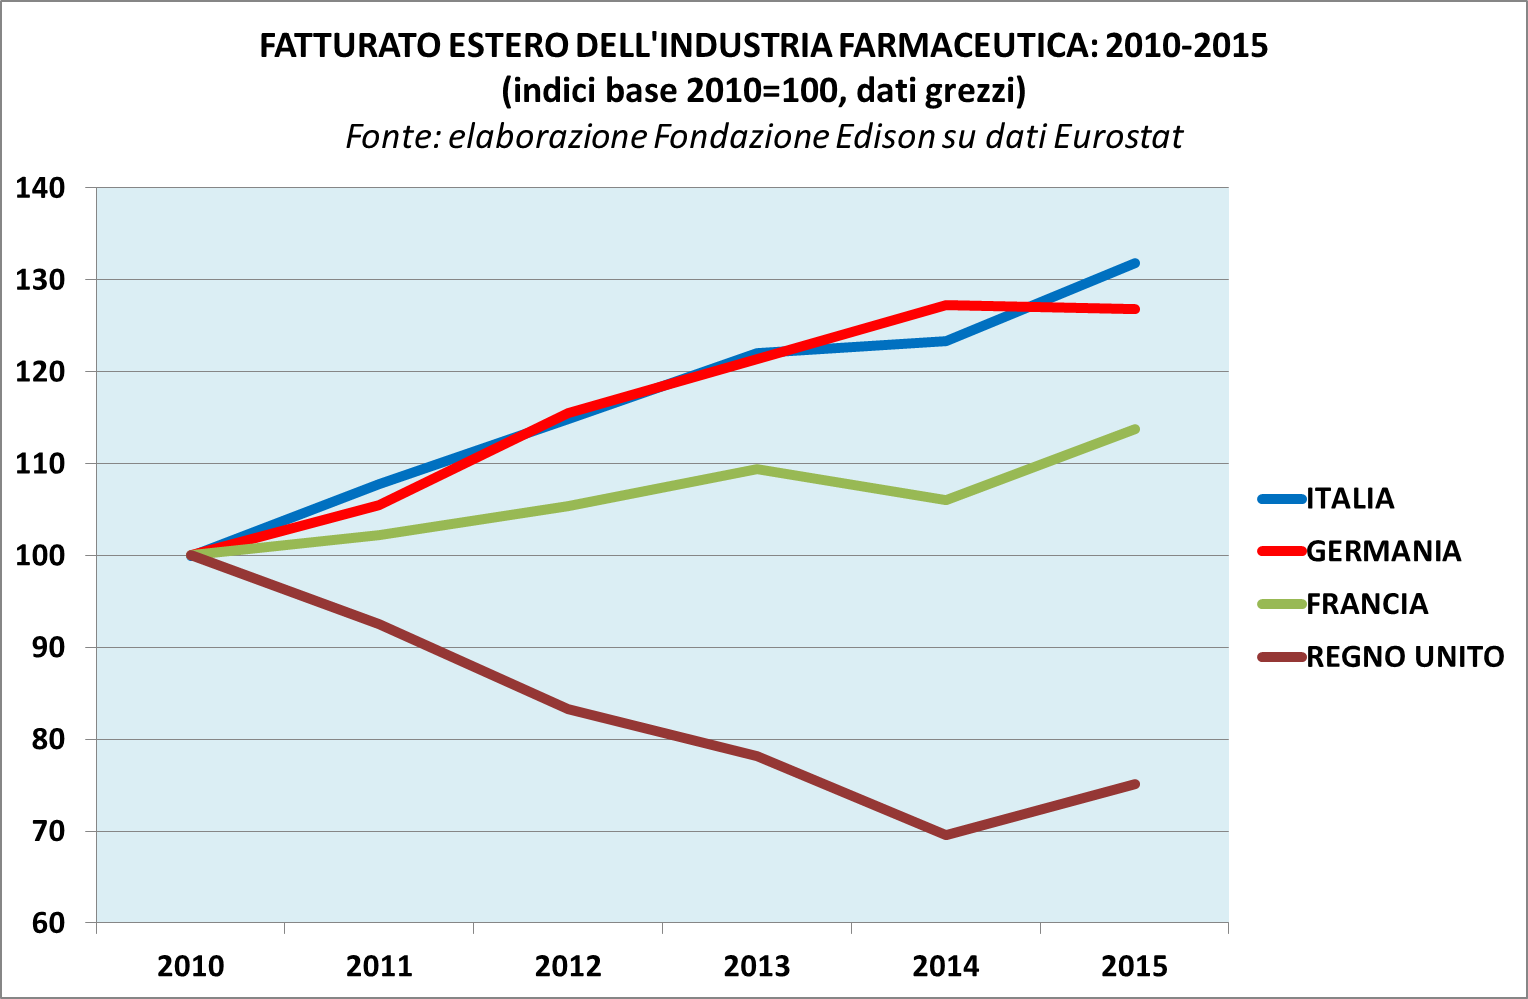 FATTURATO ESTERO DELL'INDUSTRIA FARMACEUTICA: 2010-2015
(indici base 2010=100, dati grezzi)
Fonte: elaborazione Fondazione Edison su dati Eurostat
140
130
120
110
100
90
80
70
60
2010 2011 2012 2013 2014 2015
ITALIA
GERMANIA
FRANCIA
REGNO UNITO